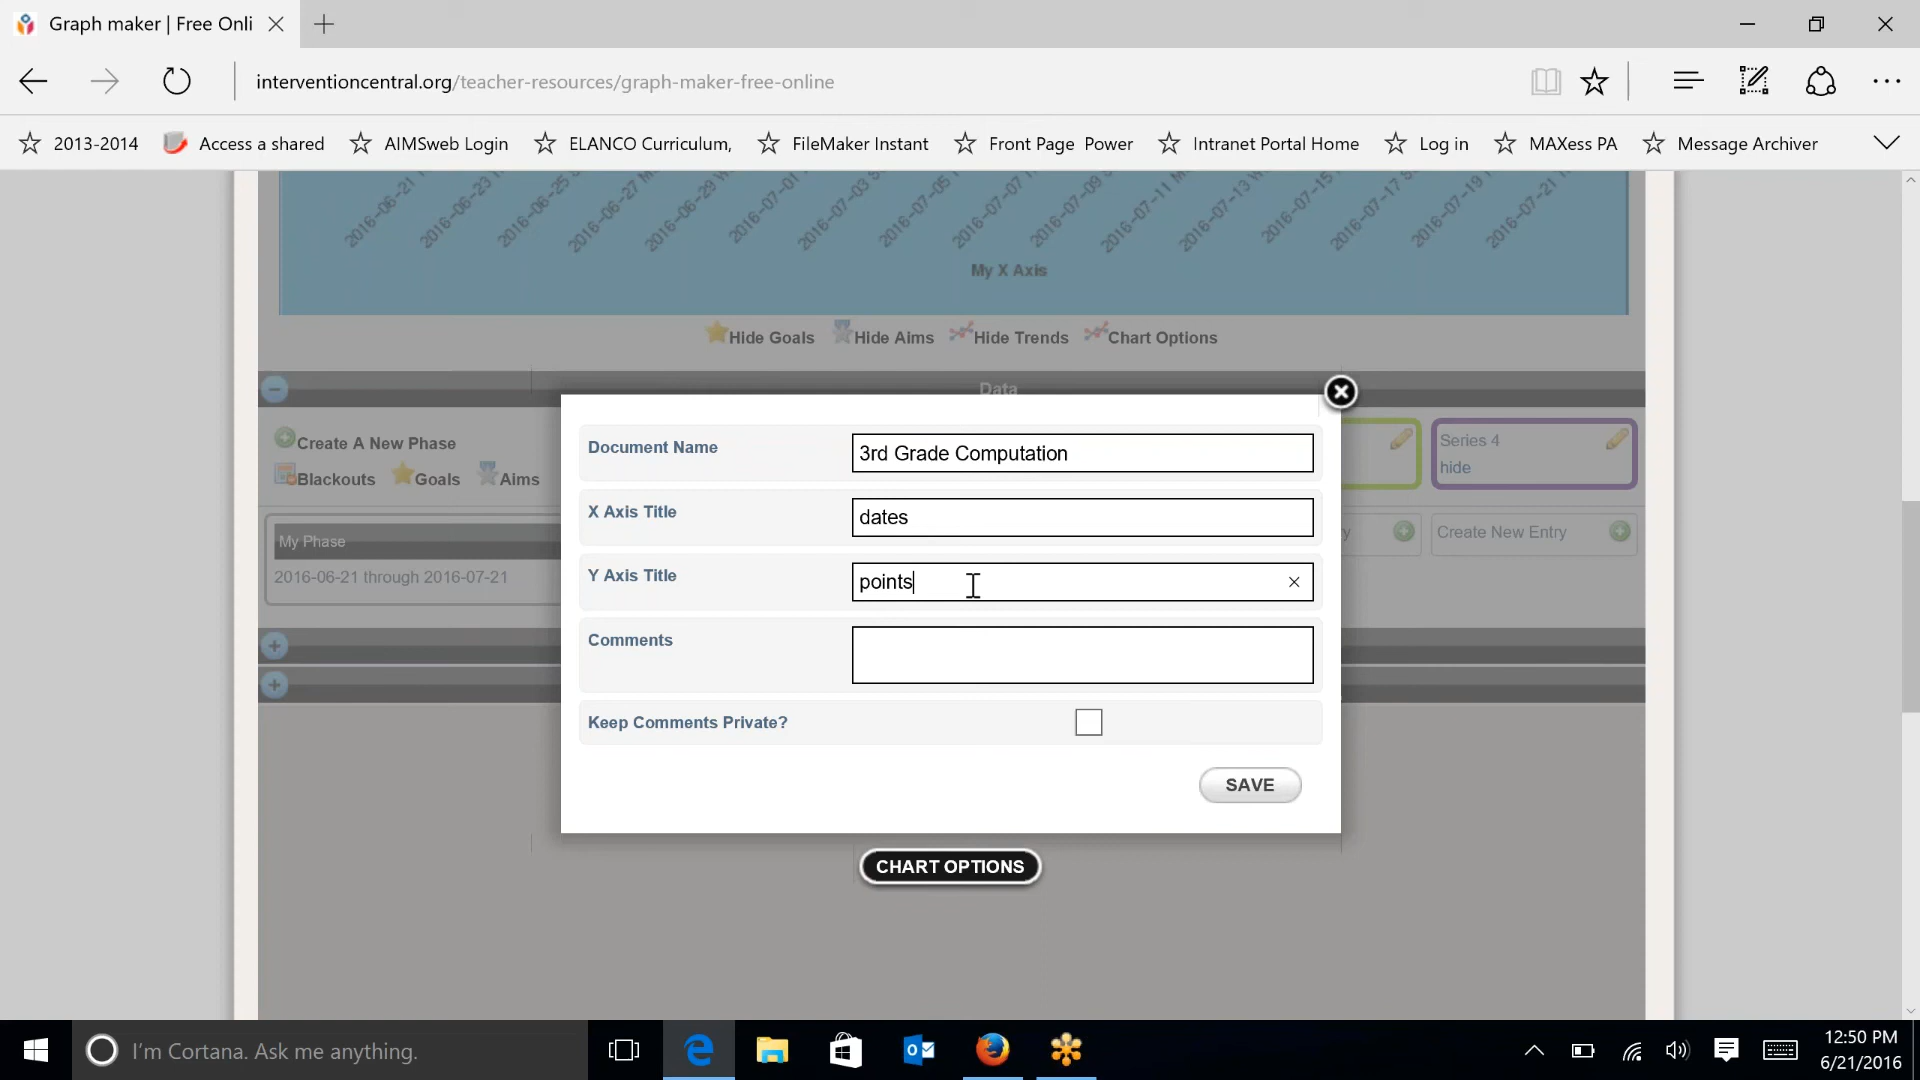 Graph maker | Free Onli
interventioncentral.org/teacher-resources/graph-maker-free-online
2013-2014 Access a shared AIMSweb Login ELANCO Curriculum, FileMaker Instant Front Page Power Intranet Portal Home Log in MAXess PA Message Archiver
2016-06-21 2016-06-23 2016-06-25 2016-06-27 2016-06-29 2016-07-01 2016-07-03 2016-07-05 2016-07-07 2016-07-09 2016-07-11 2016-07-13 2016-07-15 2016-07-17 2016-07-19 2016-07-21
My X Axis
Hide Goals Hide Aims Hide Trends Chart Options
Data
Create A New Phase
Blackouts Goals Aims
My Phase
2016-06-21 through 2016-07-21
Series 4
hide
Create New Entry
Document Name 3rd Grade Computation
X Axis Title dates
Y Axis Title points
Comments
Keep Comments Private?
SAVE
CHART OPTIONS
I'm Cortana. Ask me anything.
12:50 PM
6/21/2016